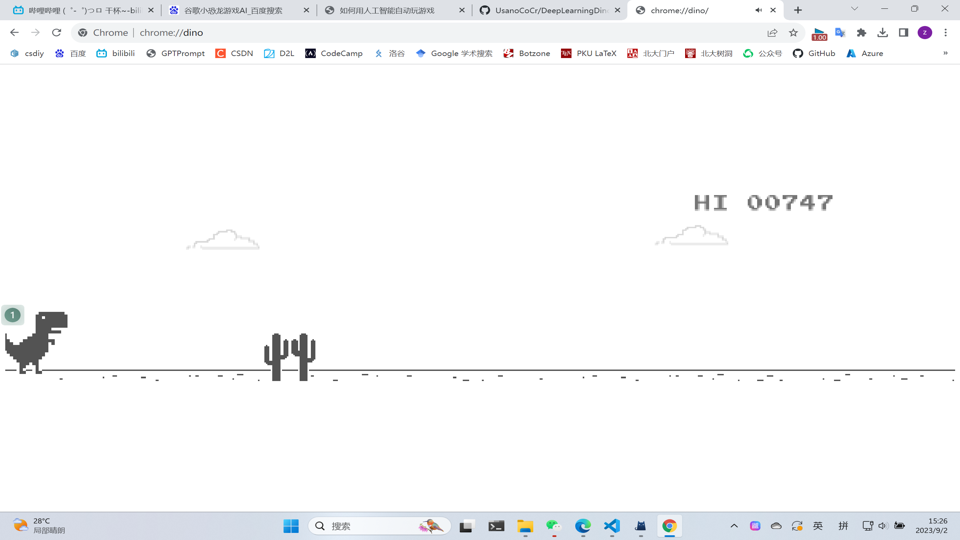 哔哩哔哩 (゜-゜)つロ 干杯~-bili
谷歌小恐龙游戏AI_百度搜索
如何用人工智能自动玩游戏
UsanoCoCr/DeepLearningDin
chrome://dino/
Chrome | chrome://dino
1.00
z
csdiy
百度
bilibili
GPTPrompt
CSDN
D2L
CodeCamp
洛谷
Google 学术搜索
Botzone
PKU LaTeX
北大门户
北大树洞
公众号
GitHub
Azure
»
HI 00747
1
28°C
局部晴朗
搜索
英
拼
15:26
2023/9/2